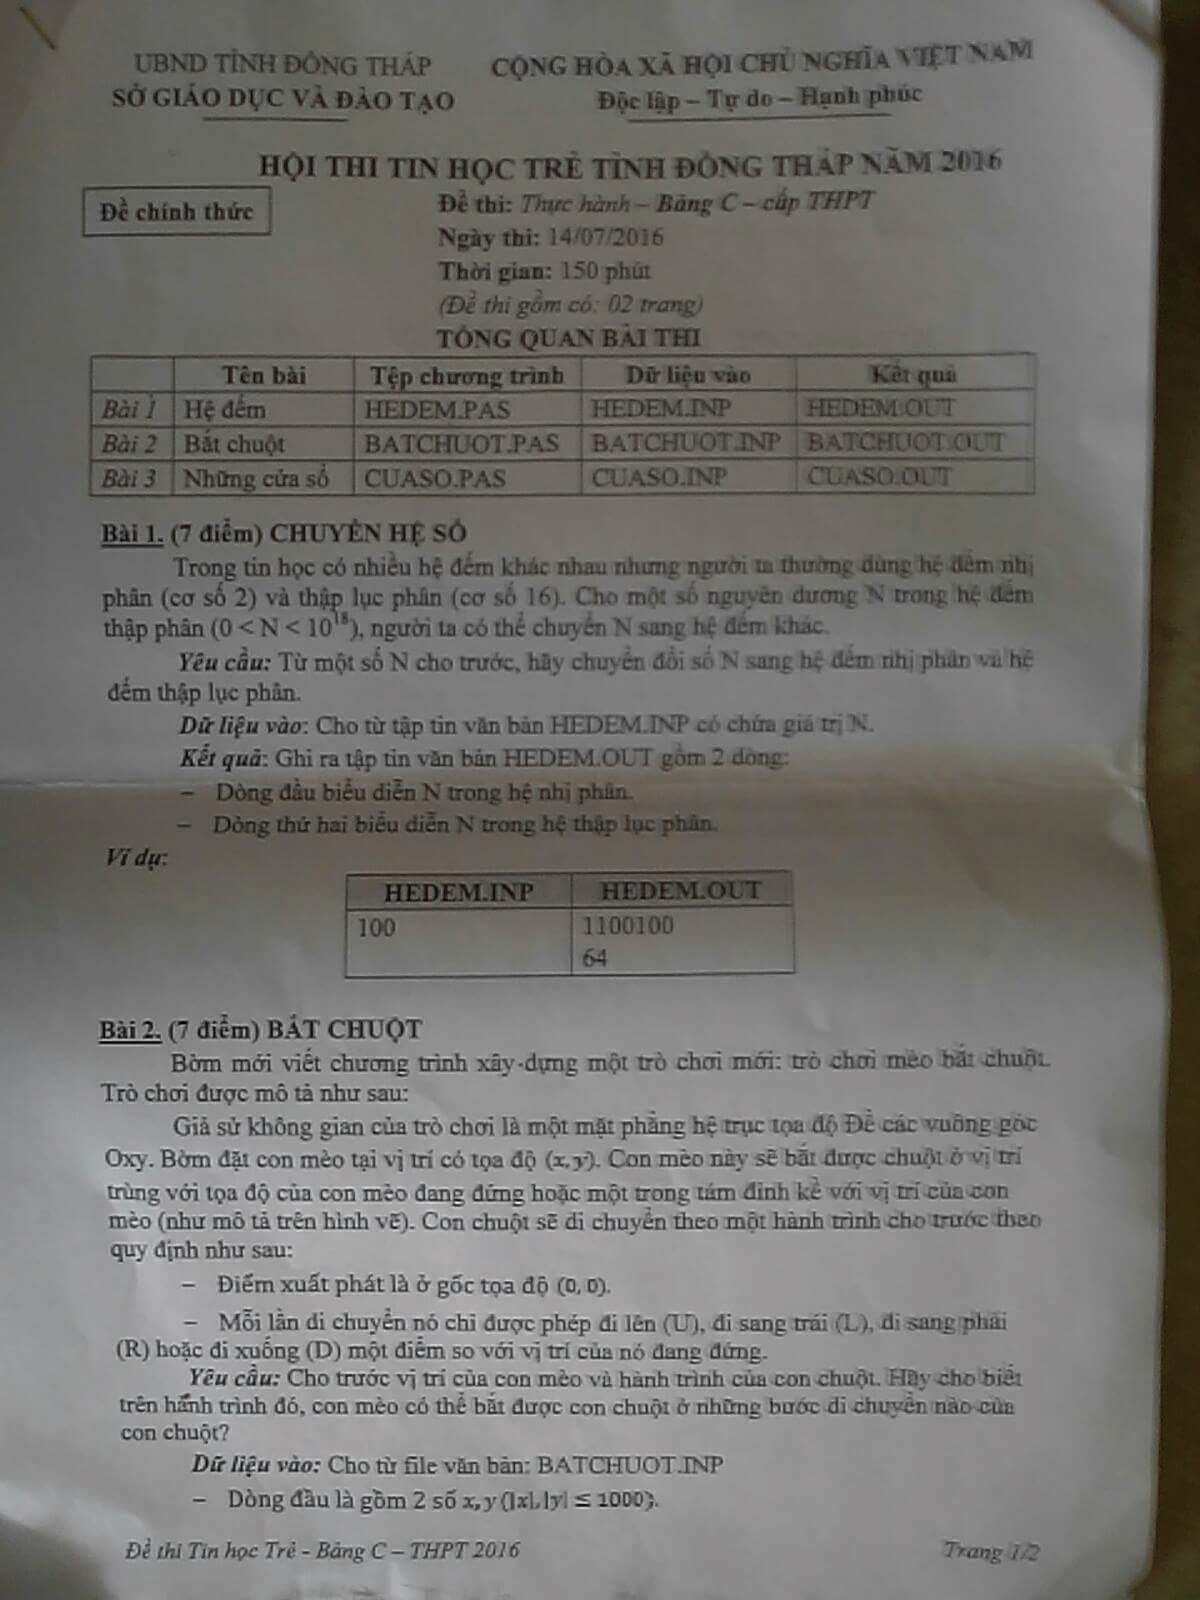 UBND TỈNH ĐỒNG THÁP CỘNG HÒA XÃ HỘI CHỦ NGHĨA VIỆT NAM
SỞ GIÁO DỤC VÀ ĐÀO TẠO Độc lập – Tự do – Hạnh phúc
HỘI THI TIN HỌC TRẺ TỈNH ĐỒNG THÁP NĂM 2016
Đề chính thức Đề thi: Thực hành – Bảng C – cấp THPT
Ngày thi: 14/07/2016
Thời gian: 150 phút
(Đề thi gồm có: 02 trang)
TỔNG QUAN BÀI THI
Tên bài Tệp chương trình Dữ liệu vào Kết quả
Bài 1 Hệ đếm HEDEM.PAS HEDEM.INP HEDEM.OUT
Bài 2 Bắt chuột BATCHUOT.PAS BATCHUOT.INP BATCHUOT.OUT
Bài 3 Những cửa sổ CUASO.PAS CUASO.INP CUASO.OUT
Bài 1. (7 điểm) CHUYỂN HỆ SỐ
Trong tin học có nhiều hệ đếm khác nhau nhưng người ta thường dùng hệ đếm nhị
phân (cơ số 2) và thập lục phân (cơ số 16). Cho một số nguyên dương N trong hệ đếm
thập phân (0 < N < 10¹⁸), người ta có thể chuyển N sang hệ đếm khác.
Yêu cầu: Từ một số N cho trước, hãy chuyển đổi số N sang hệ đếm nhị phân và hệ
đếm thập lục phân.
Dữ liệu vào: Cho từ tập tin văn bản HEDEM.INP có chứa giá trị N.
Kết quả: Ghi ra tập tin văn bản HEDEM.OUT gồm 2 dòng:
– Dòng đầu biểu diễn N trong hệ nhị phân.
– Dòng thứ hai biểu diễn N trong hệ thập lục phân.
Ví dụ:
HEDEM.INP HEDEM.OUT
100 1100100
64
Bài 2. (7 điểm) BẮT CHUỘT
Bờm mới viết chương trình xây-dựng một trò chơi mới: trò chơi mèo bắt chuột.
Trò chơi được mô tả như sau:
Giả sử không gian của trò chơi là một mặt phẳng hệ trục tọa độ Đề các vuông góc
Oxy. Bờm đặt con mèo tại vị trí có tọa độ (x,y). Con mèo này sẽ bắt được chuột ở vị trí
trùng với tọa độ của con mèo đang đứng hoặc một trong tám đỉnh kề với vị trí của con
mèo (như mô tả trên hình vẽ). Con chuột sẽ di chuyển theo một hành trình cho trước theo
quy định như sau:
– Điểm xuất phát là ở gốc tọa độ (0, 0).
– Mỗi lần di chuyển nó chỉ được phép đi lên (U), đi sang trái (L), đi sang phải
(R) hoặc đi xuống (D) một điểm so với vị trí của nó đang đứng.
Yêu cầu: Cho trước vị trí của con mèo và hành trình của con chuột. Hãy cho biết
trên hành trình đó, con mèo có thể bắt được con chuột ở những bước di chuyển nào của
con chuột?
Dữ liệu vào: Cho từ file văn bản: BATCHUOT.INP
– Dòng đầu là gồm 2 số x, y (|x|, |y| ≤ 1000).
Đề thi Tin học Trẻ - Bảng C – THPT 2016 Trang 1/2